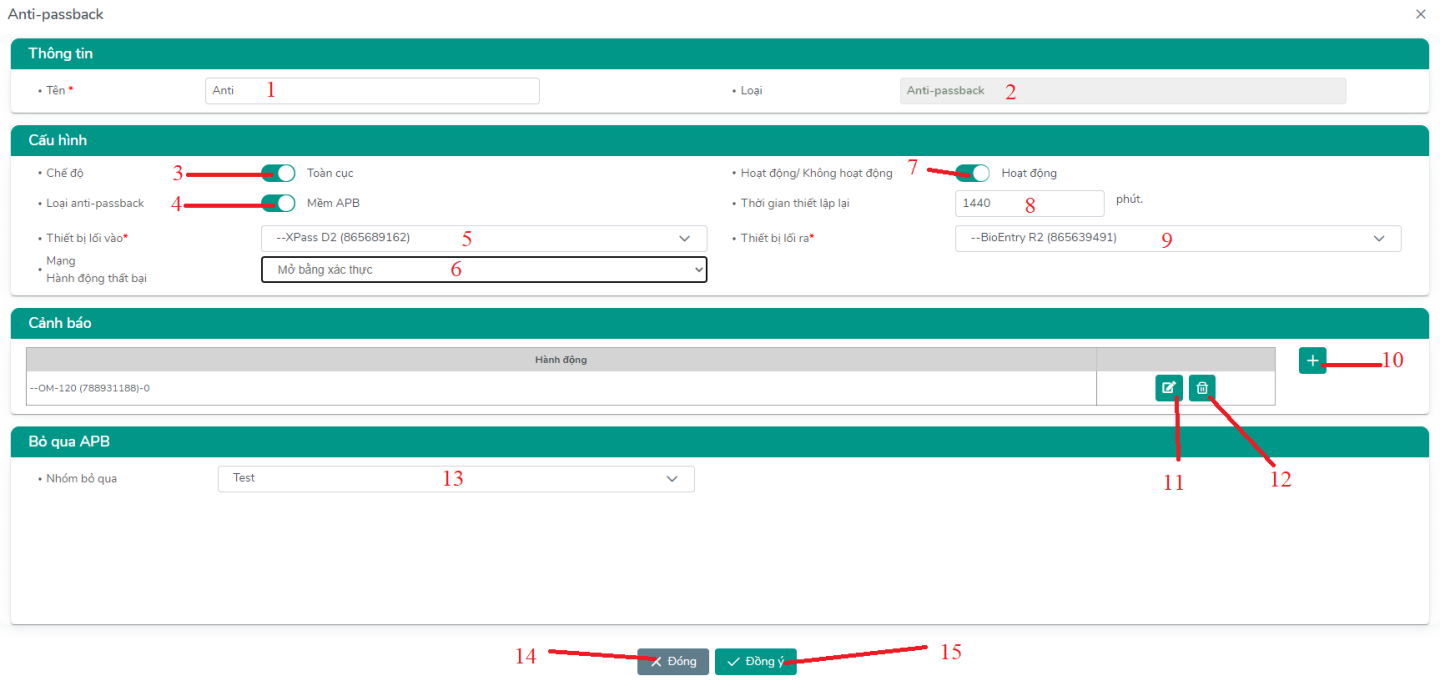 Anti-passback ×
Thông tin
• Tên * Anti 1 • Loại Anti-passback 2
Cấu hình
• Chế độ 3 Toàn cục • Hoạt động/ Không hoạt động 7 Hoạt động
• Loại anti-passback 4 Mềm APB • Thời gian thiết lập lại 1440 8 phút.
• Thiết bị lối vào* --XPass D2 (865689162) 5 • Thiết bị lối ra* --BioEntry R2 (865639491) 9
• Mạng
Hành động thất bại Mở bằng xác thực 6
Cảnh báo
Hành động + 10
--OM-120 (788931188)-0
Bỏ qua APB
• Nhóm bỏ qua Test 13 11 12
14 × Đóng ✓ Đồng ý 15